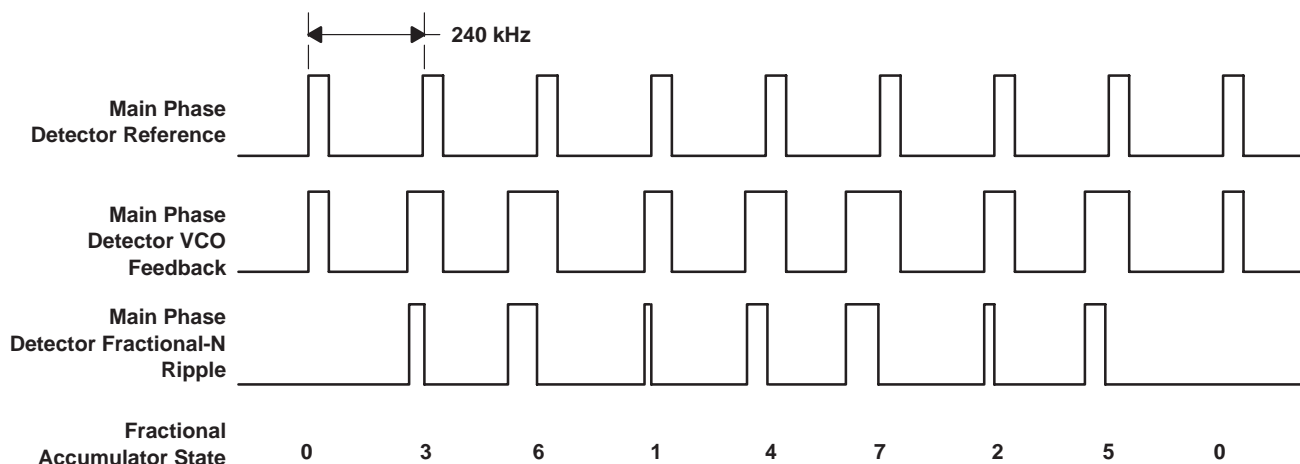 240 kHz
Main Phase
Detector Reference
Main Phase
Detector VCO
Feedback
Main Phase
Detector Fractional-N
Ripple
Fractional
Accumulator State
0 3 6 1 4 7 2 5 0